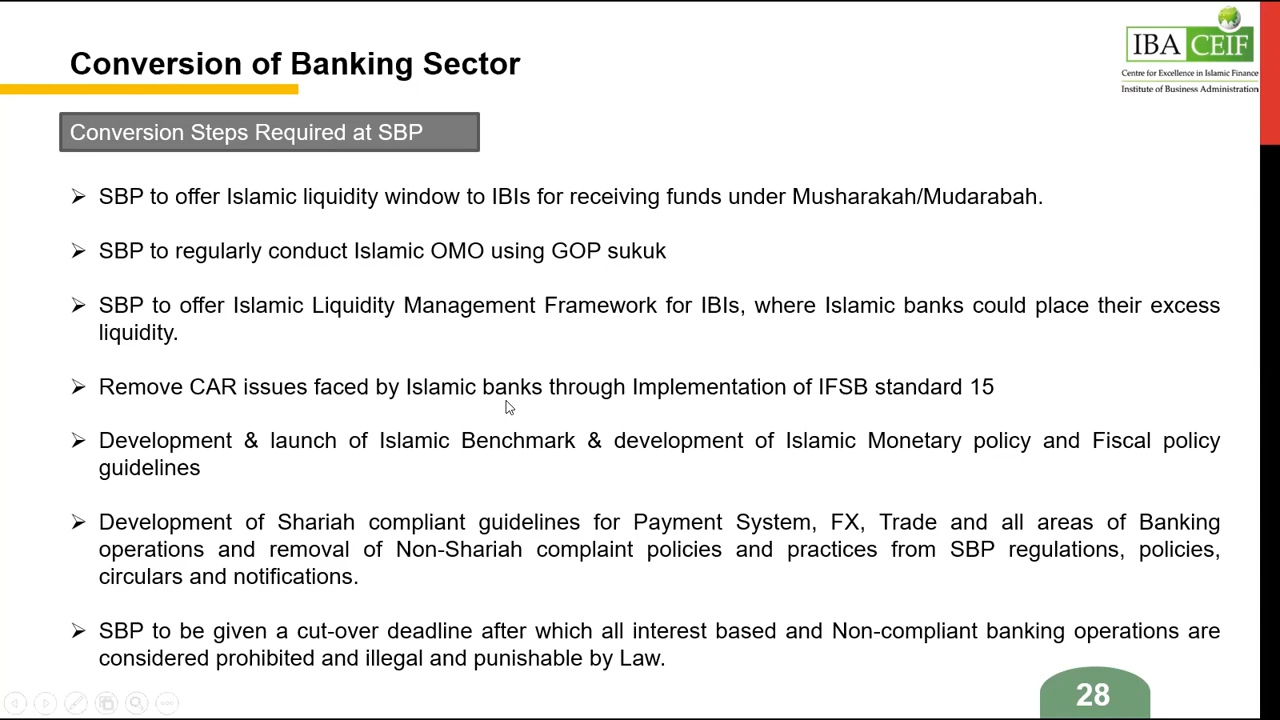 Conversion of Banking Sector
IBA CEIF
Centre for Excellence in Islamic Finance
Institute of Business Administration
Conversion Steps Required at SBP
➢ SBP to offer Islamic liquidity window to IBIs for receiving funds under Musharakah/Mudarabah.
➢ SBP to regularly conduct Islamic OMO using GOP sukuk
➢ SBP to offer Islamic Liquidity Management Framework for IBIs, where Islamic banks could place their excess
liquidity.
➢ Remove CAR issues faced by Islamic banks through Implementation of IFSB standard 15
➢ Development & launch of Islamic Benchmark & development of Islamic Monetary policy and Fiscal policy
guidelines
➢ Development of Shariah compliant guidelines for Payment System, FX, Trade and all areas of Banking
operations and removal of Non-Shariah complaint policies and practices from SBP regulations, policies,
circulars and notifications.
➢ SBP to be given a cut-over deadline after which all interest based and Non-compliant banking operations are
considered prohibited and illegal and punishable by Law.
28